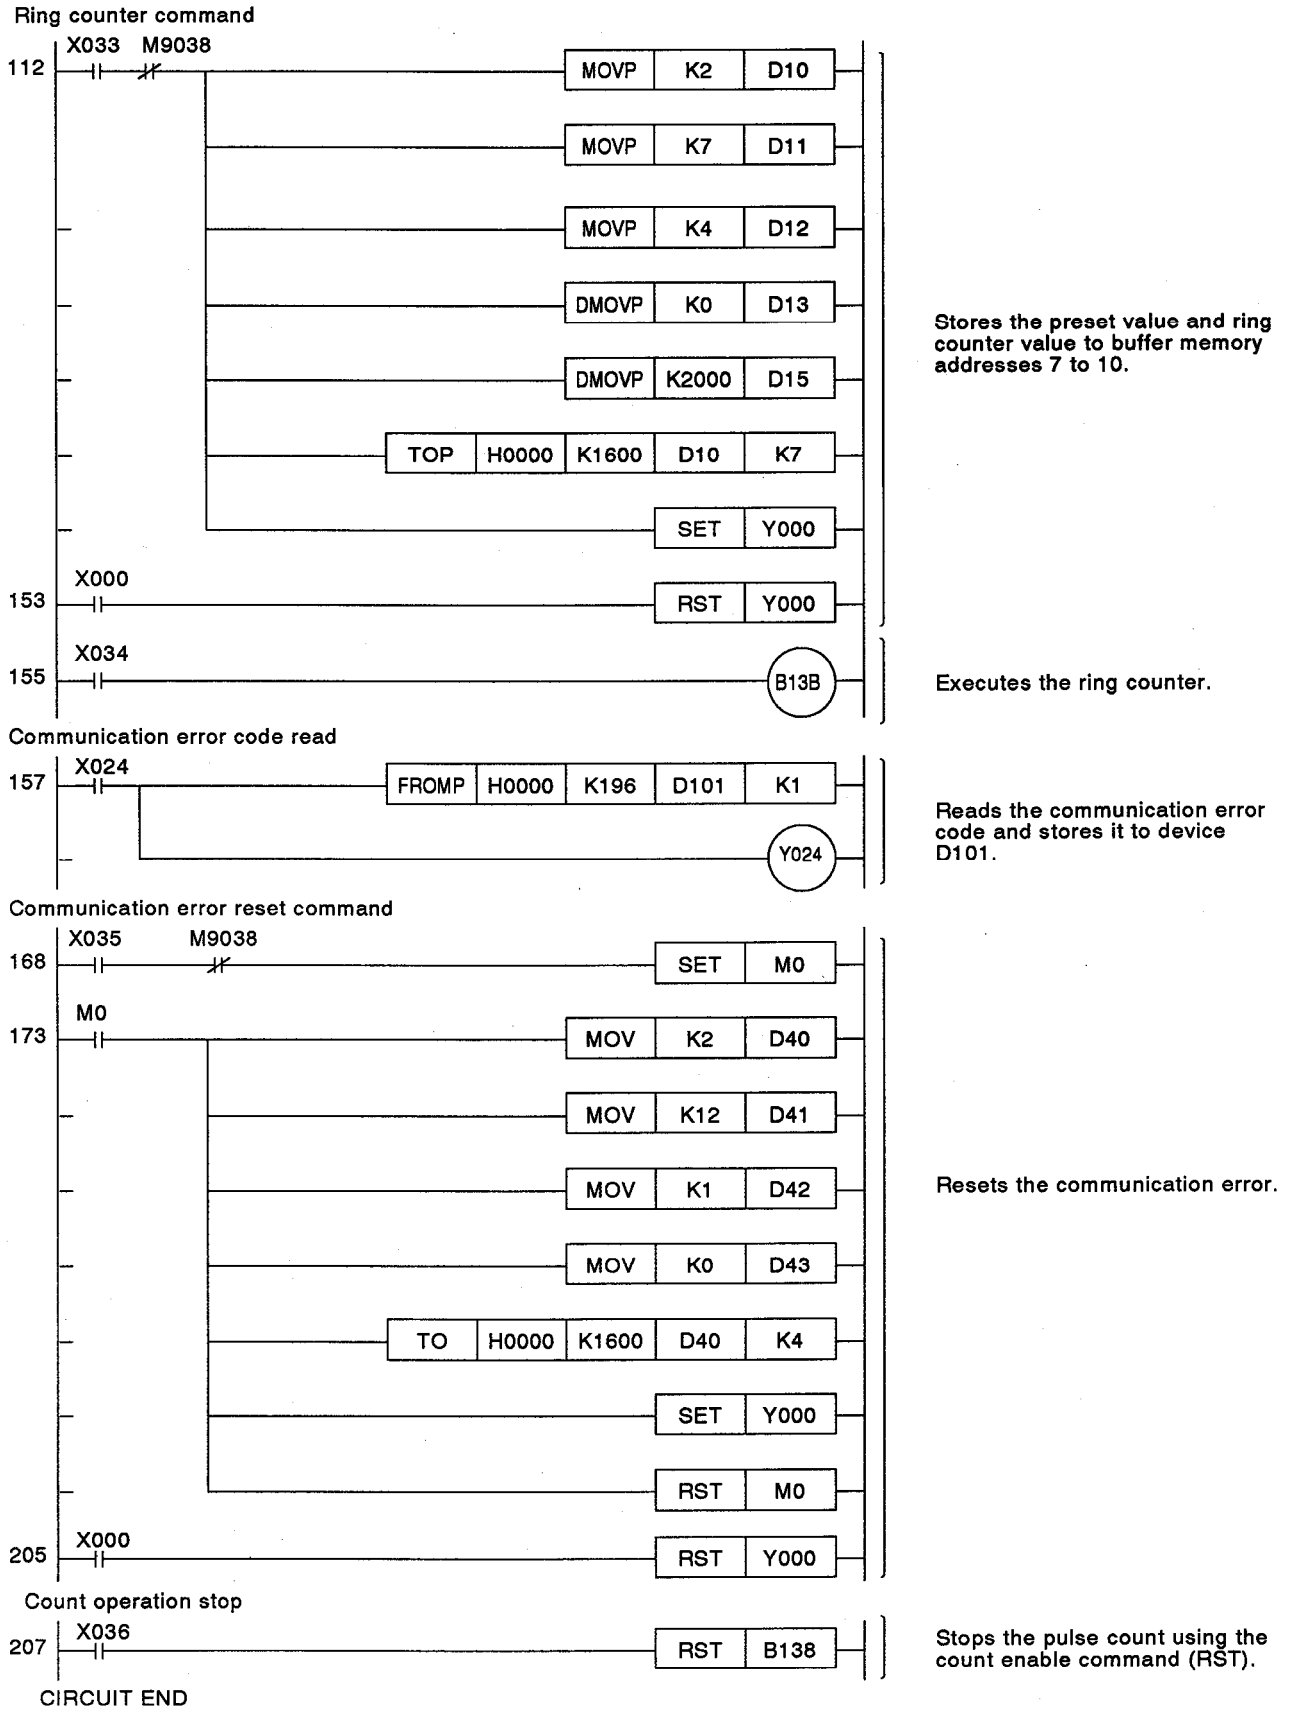 Ring counter command
X033 M9038
112 MOVP K2 D10
MOVP K7 D11
MOVP K4 D12
DMOVP K0 D13
DMOVP K2000 D15
Stores the preset value and ring
counter value to buffer memory
addresses 7 to 10.
TOP H0000 K1600 D10 K7
SET Y000
X000
153 RST Y000
X034
155 B13B
Executes the ring counter.
Communication error code read
X024
157 FROMP H0000 K196 D101 K1
Y024
Reads the communication error
code and stores it to device
D101.
Communication error reset command
X035 M9038
168 SET M0
M0
173 MOV K2 D40
MOV K12 D41
MOV K1 D42
Resets the communication error.
MOV K0 D43
TO H0000 K1600 D40 K4
SET Y000
RST M0
X000
205 RST Y000
Count operation stop
X036
207 RST B138
Stops the pulse count using the
count enable command (RST).
CIRCUIT END